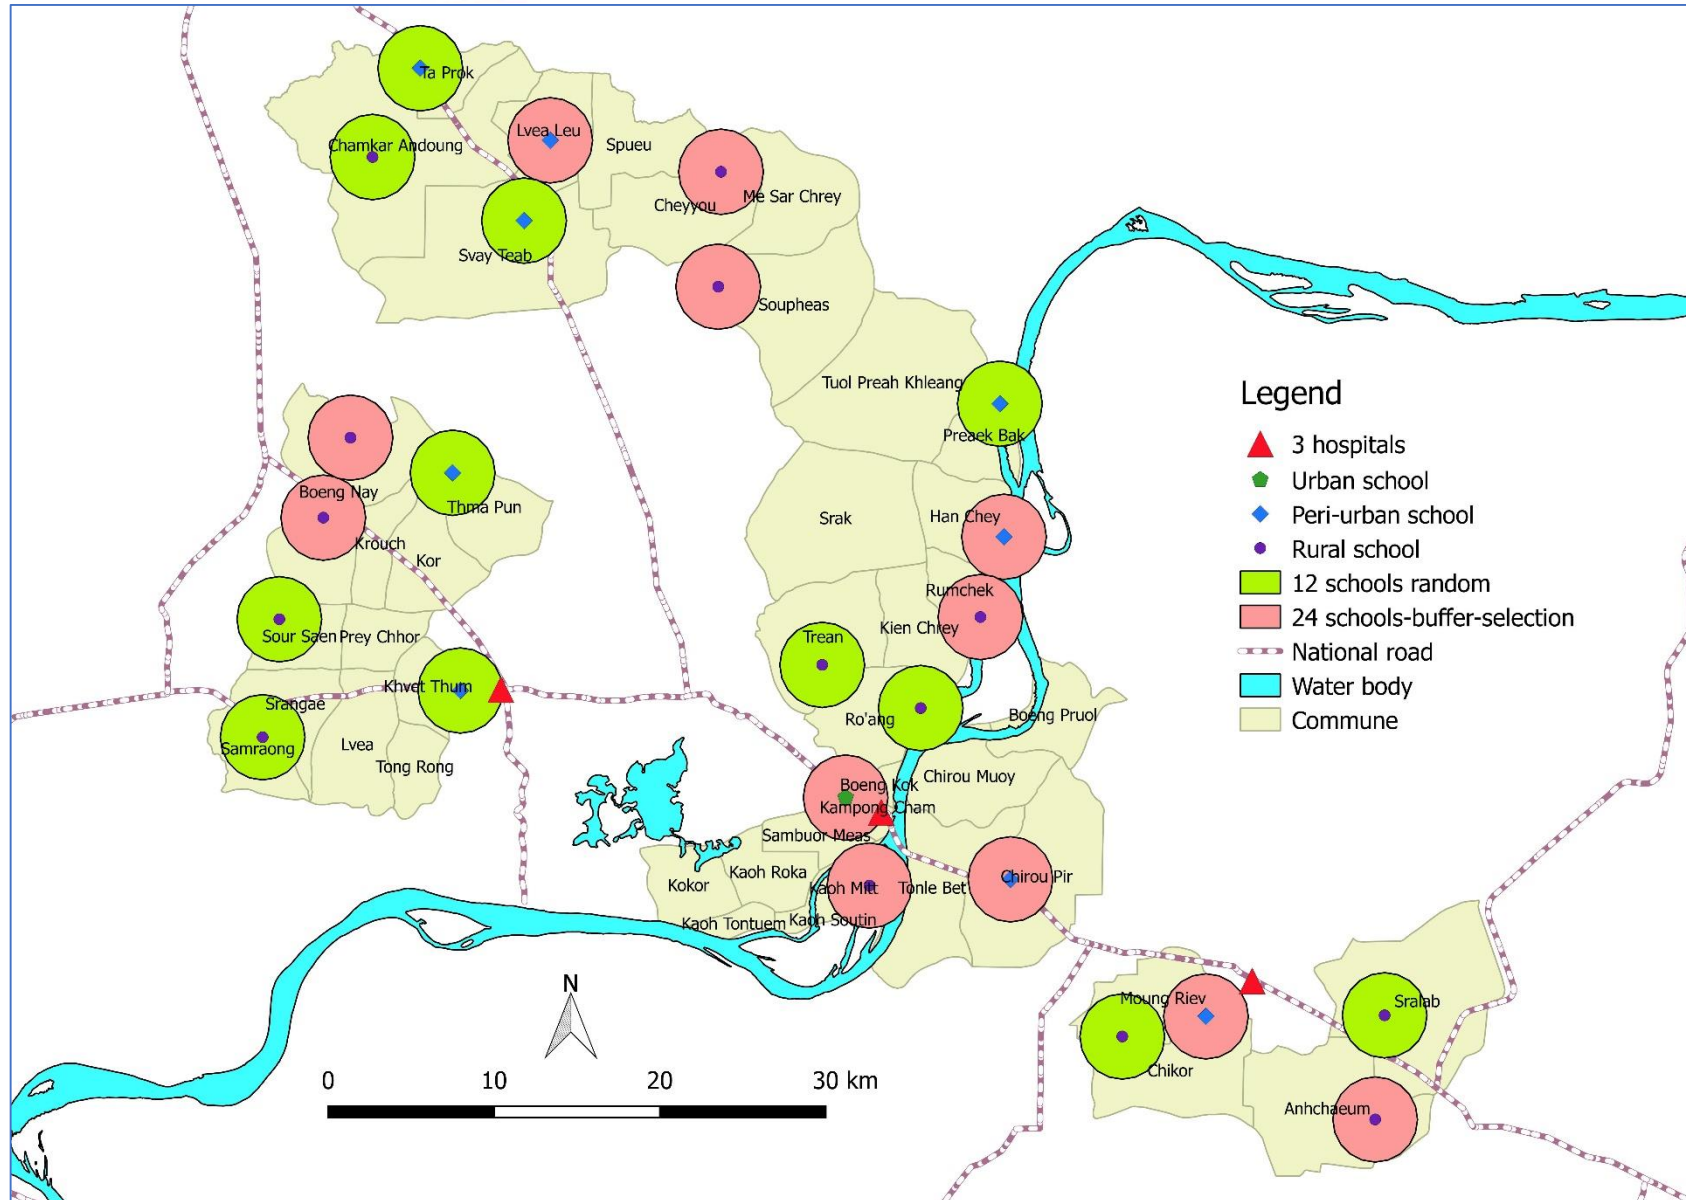 Ta Prok
Lvea Leu
Chamkar Andoung
Spueu
Me Sar Chrey
Cheyyou
Svay Teab
Soupheas
Tuol Preah Khleang
Preaek Bak
Boeng Nay
Thma Pun
Krouch
Kor
Srak
Han Chey
Rumchek
Kien Chrey
Trean
Sour Saen
Prey Chhor
Khvet Thum
Srangae
Samraong
Lvea
Tong Rong
Ro'ang
Boeng Pruol
Chirou Muoy
Boeng Kok
Kampong Cham
Sambuor Meas
Kaoh Roka
Kokor
Kaoh Mitt
Tonle Bet
Chirou Pir
Kaoh Tontuem
Kaoh Soutin
Moung Riev
Sralab
Chikor
Anhchaeum
Legend
3 hospitals
Urban school
Peri-urban school
Rural school
12 schools random
24 schools-buffer-selection
National road
Water body
Commune
N
0 10 20 30 km